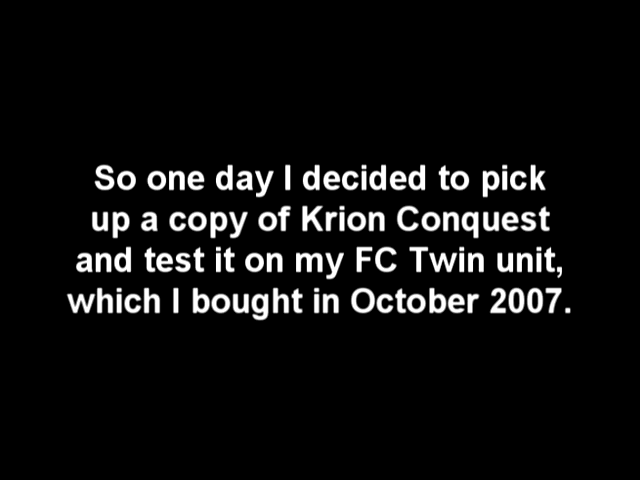 So one day I decided to pick
up a copy of Krion Conquest
and test it on my FC Twin unit,
which I bought in October 2007.